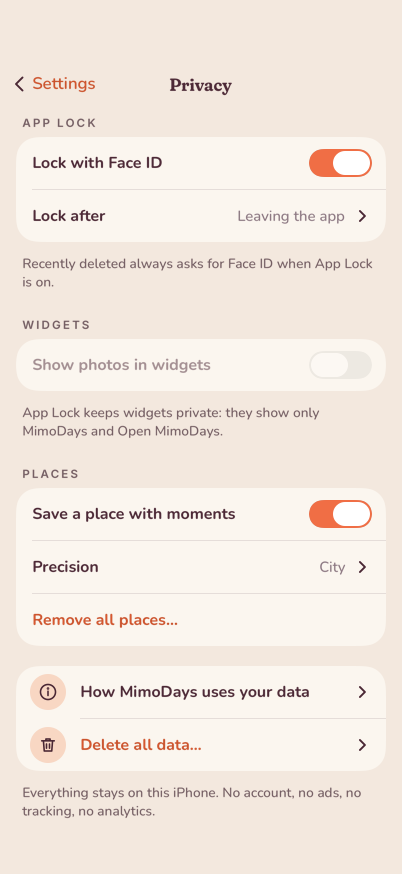 Settings
Privacy
APP LOCK
Lock with Face ID
Lock after
Leaving the app
Recently deleted always asks for Face ID when App Lock
is on.
WIDGETS
Show photos in widgets
App Lock keeps widgets private: they show only
MimoDays and Open MimoDays.
PLACES
Save a place with moments
Precision
City
Remove all places...
How MimoDays uses your data
Delete all data...
Everything stays on this iPhone. No account, no ads, no
tracking, no analytics.